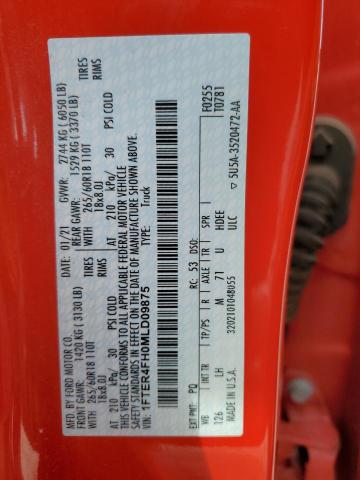 MFD. BY FORD MOTOR CO.
DATE: 01/21 GVWR: 2744 KG ( 6050 LB)
FRONT GAWR: 1420 KG ( 3130 LB) REAR GAWR: 1529 KG ( 3370 LB)
WITH 265/60R18 110T TIRES WITH 265/60R18 110T TIRES
18x8.0J RIMS 18x8.0J RIMS
AT 210 kPa/ 30 PSI COLD AT 210 kPa/ 30 PSI COLD
THIS VEHICLE CONFORMS TO ALL APPLICABLE FEDERAL MOTOR VEHICLE
SAFETY STANDARDS IN EFFECT ON THE DATE OF MANUFACTURE SHOWN ABOVE.
VIN: 1FTER4FH0MLD09875
TYPE: Truck
F0255
T0781
EXT PNT: PQ RC: 53 DSO:
WB INT TR TP/PS R AXLE TR SPR
126 LH M 71 U HDEE
ULC
MADE IN U.S.A. 320210104BU55
5U5A-3520472-AA